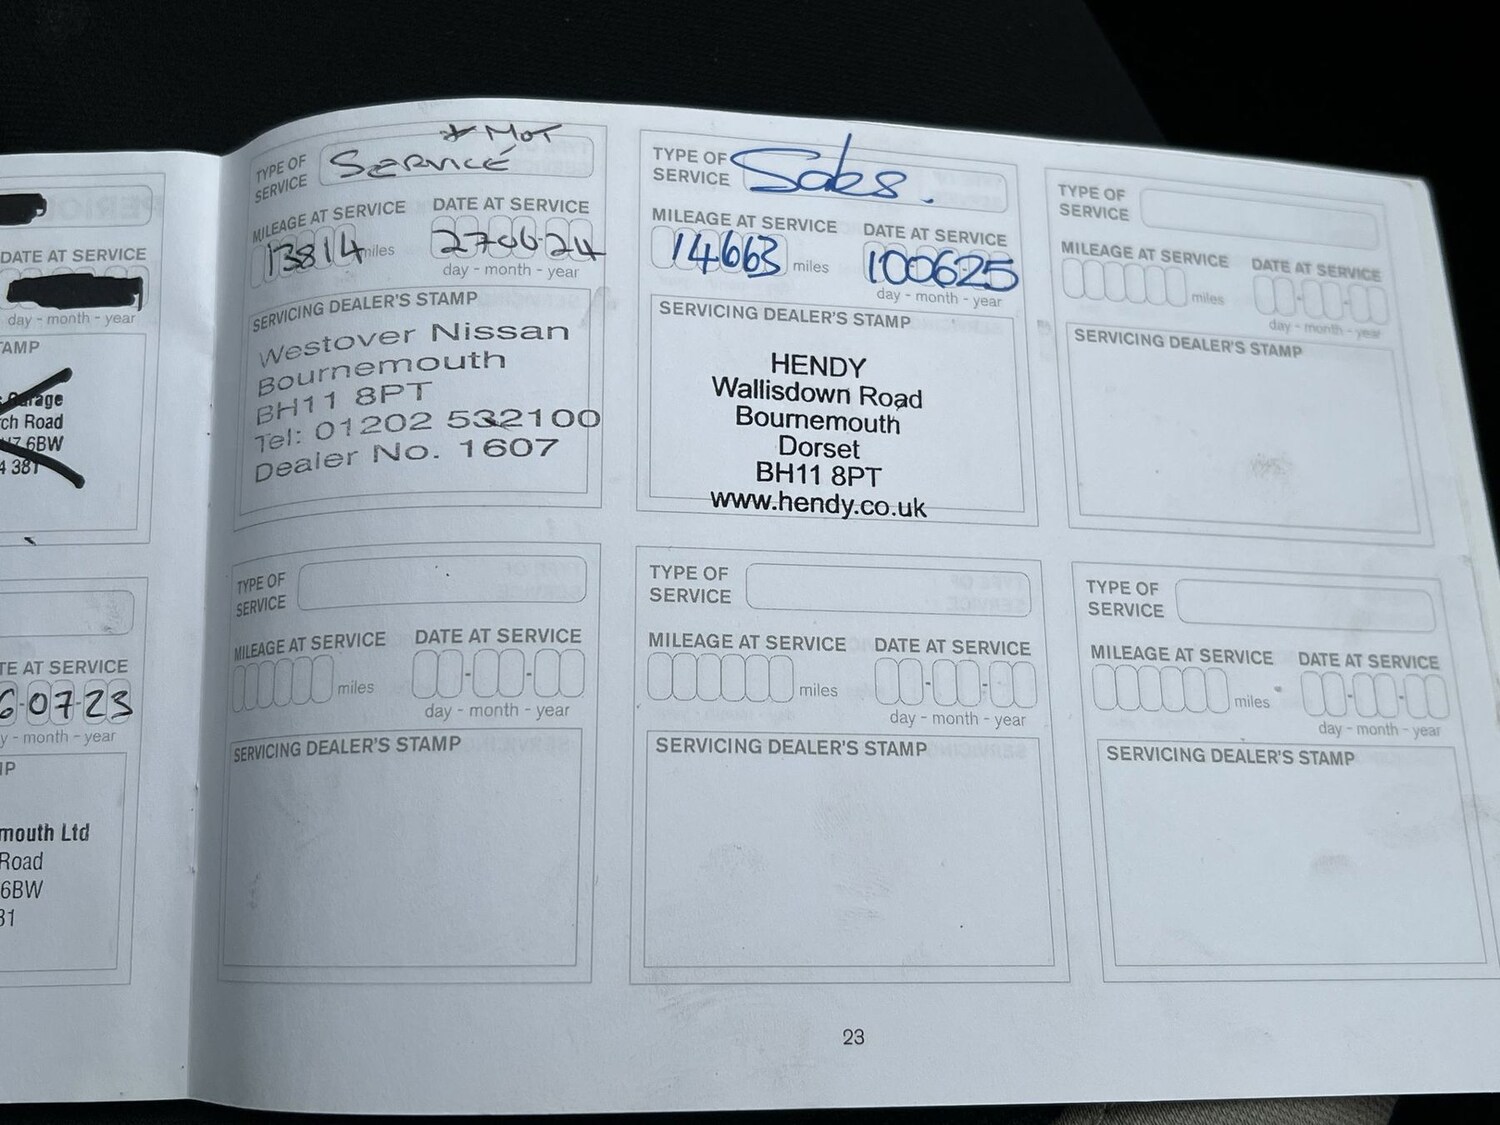 DATE AT SERVICE
day - month - year
AMP
Garage
ch Road
6BW
4 381
TE AT SERVICE
6-07-23
y - month - year
MP
mouth Ltd
Road
6BW
31
+ MOT
TYPE OF
SERVICE
SERVICE
MILEAGE AT SERVICE
DATE AT SERVICE
13814 miles
270624
day - month - year
SERVICING DEALER'S STAMP
Westover Nissan
Bournemouth
BH11 8PT
Tel: 01202 532100
Dealer No. 1607
TYPE OF
SERVICE
Sales.
MILEAGE AT SERVICE
DATE AT SERVICE
14663 miles
100625
day - month - year
SERVICING DEALER'S STAMP
HENDY
Wallisdown Road
Bournemouth
Dorset
BH11 8PT
www.hendy.co.uk
TYPE OF
SERVICE
MILEAGE AT SERVICE
DATE AT SERVICE
miles
day - month - year
SERVICING DEALER'S STAMP
TYPE OF
SERVICE
MILEAGE AT SERVICE
DATE AT SERVICE
miles
day - month - year
SERVICING DEALER'S STAMP
TYPE OF
SERVICE
MILEAGE AT SERVICE
DATE AT SERVICE
miles
day - month - year
SERVICING DEALER'S STAMP
TYPE OF
SERVICE
MILEAGE AT SERVICE
DATE AT SERVICE
miles
day - month - year
SERVICING DEALER'S STAMP
23